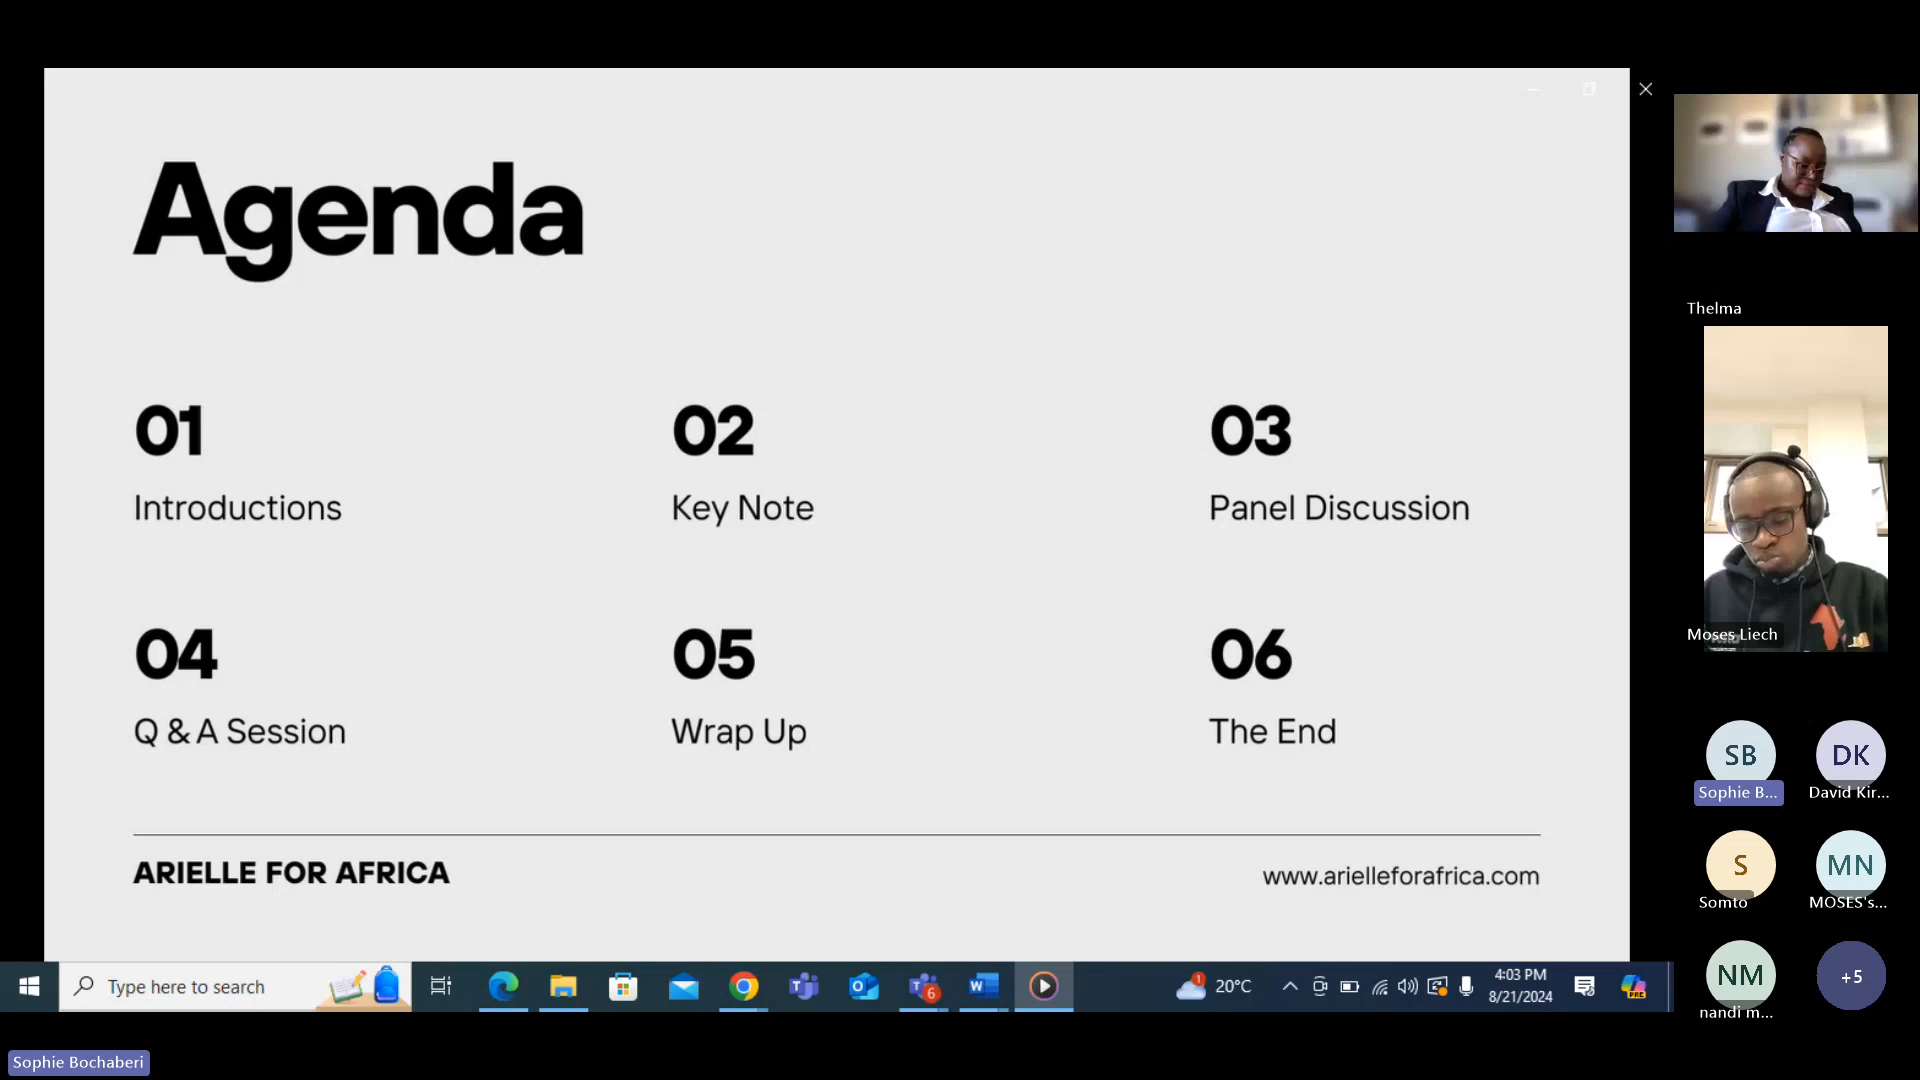 Agenda
01
Introductions
02
Key Note
03
Panel Discussion
04
Q & A Session
05
Wrap Up
06
The End
ARIELLE FOR AFRICA
www.arielleforafrica.com
Thelma
Moses Liech
SB
Sophie B...
DK
David Kir...
S
Somto
MN
MOSES's...
NM
nandi m...
+5
Type here to search
6
1
20°C
4:03 PM
8/21/2024
PRE
Sophie Bochaberi